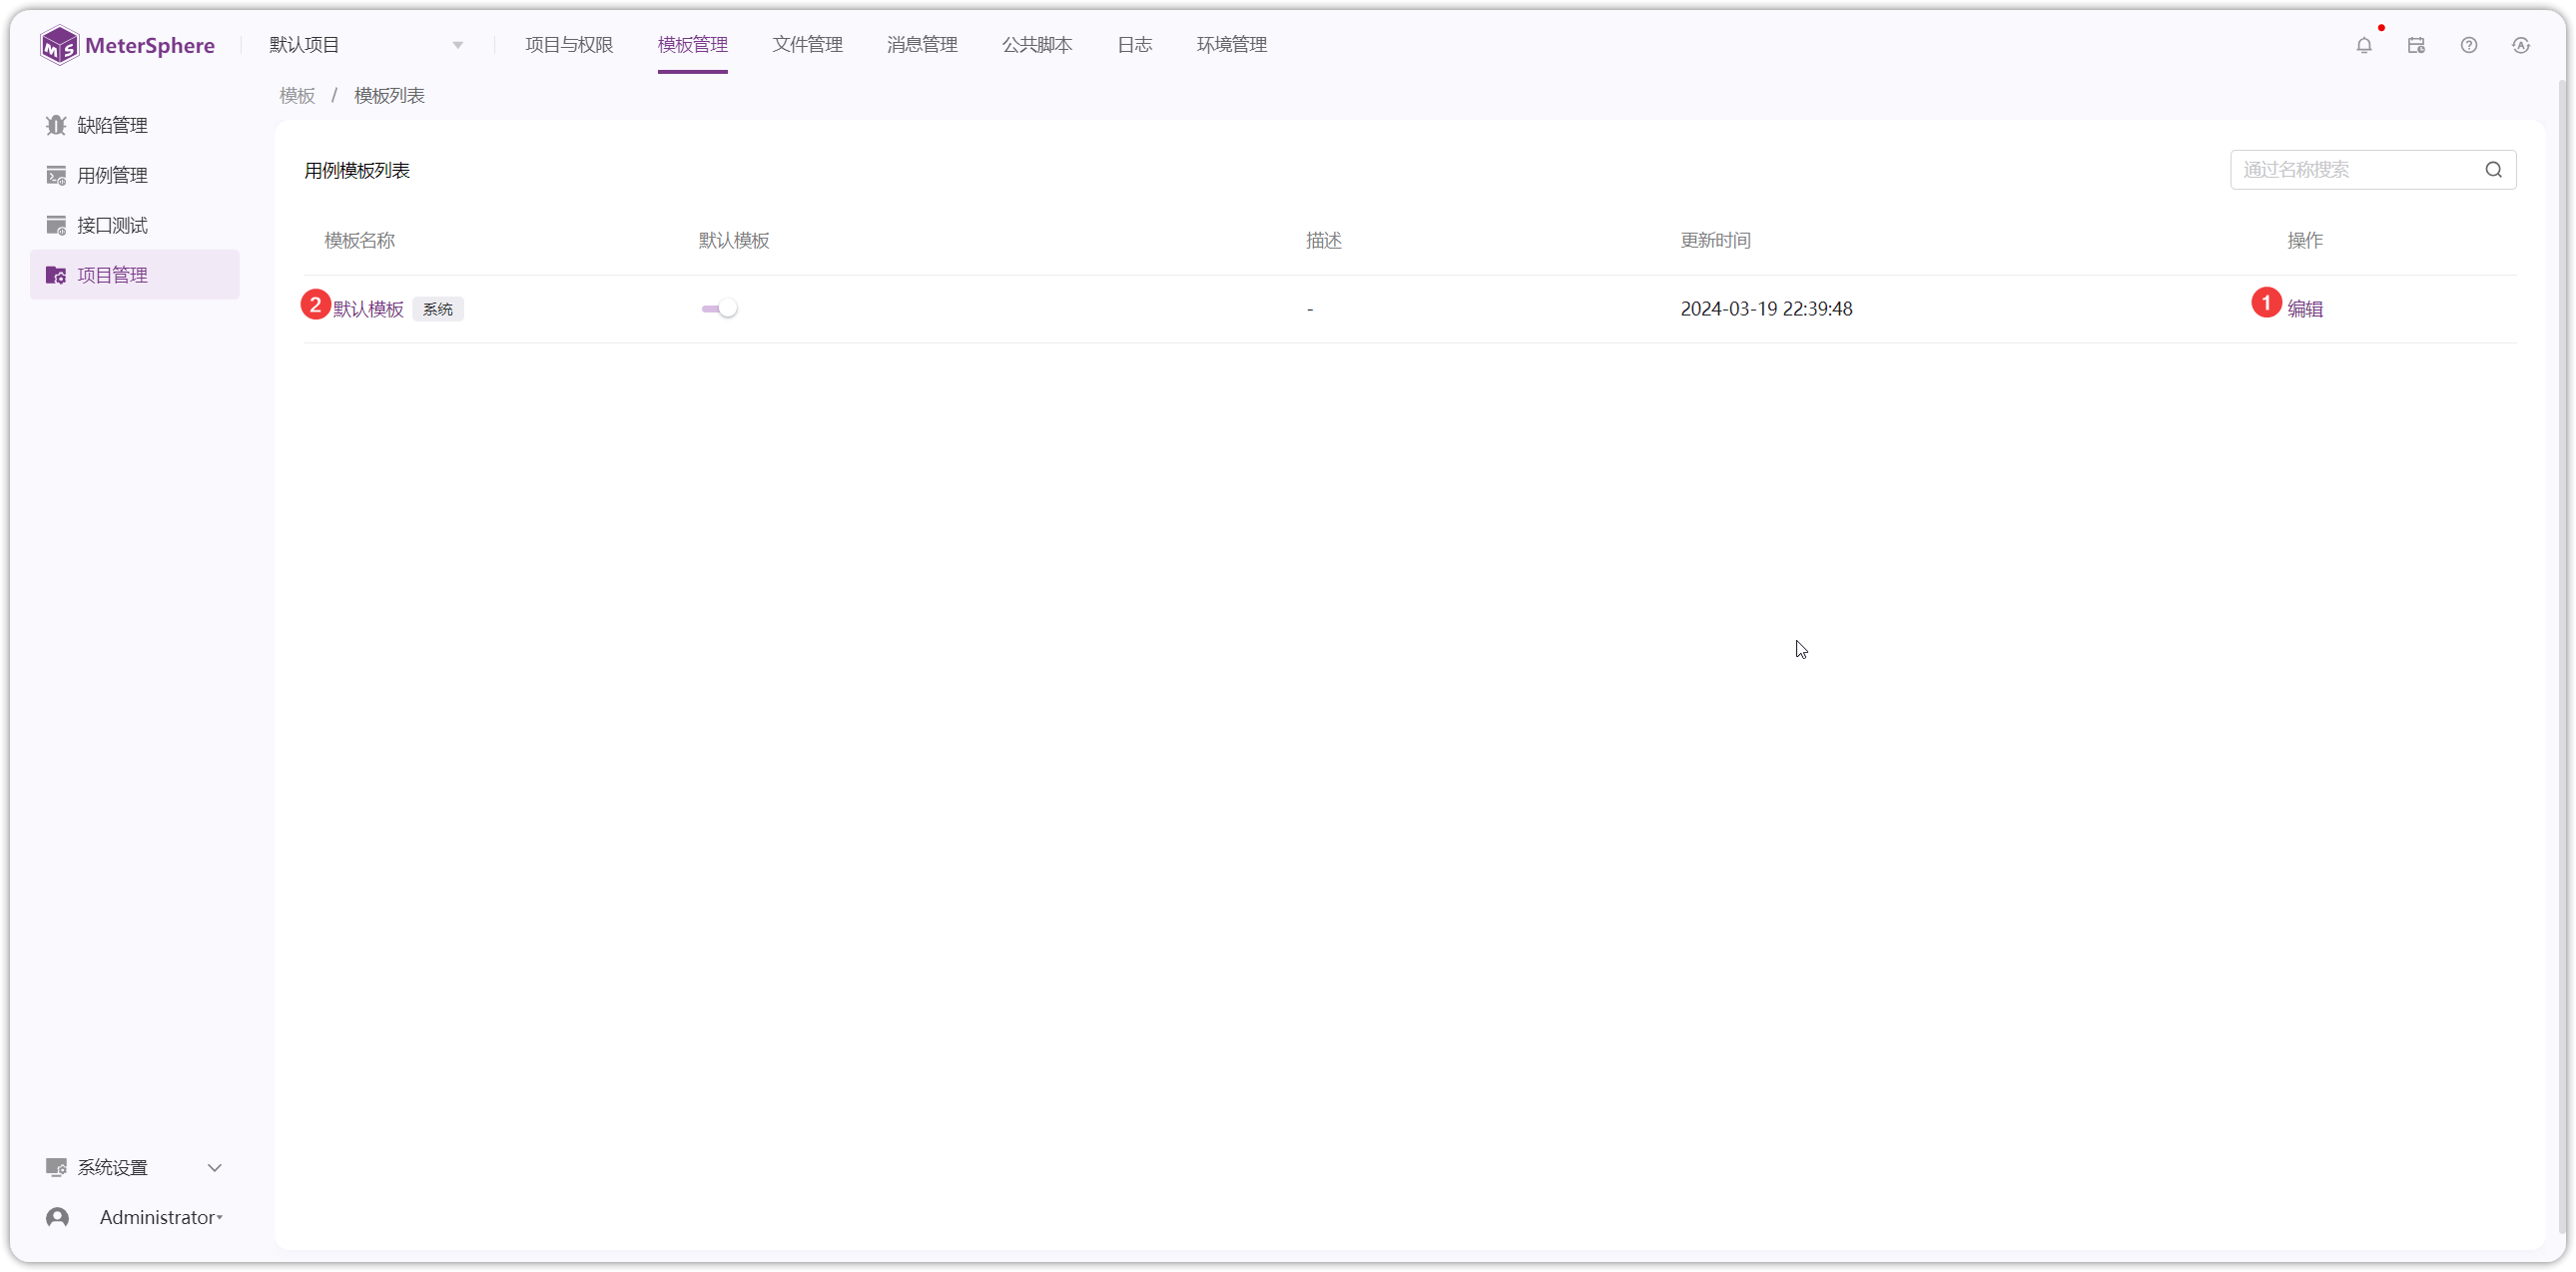 MeterSphere
默认项目
项目与权限
模板管理
文件管理
消息管理
公共脚本
日志
环境管理
模板 / 模板列表
缺陷管理
用例管理
接口测试
项目管理
用例模板列表
通过名称搜索
模板名称
默认模板
描述
更新时间
操作
2 默认模板 系统
-
2024-03-19 22:39:48
1 编辑
系统设置
Administrator